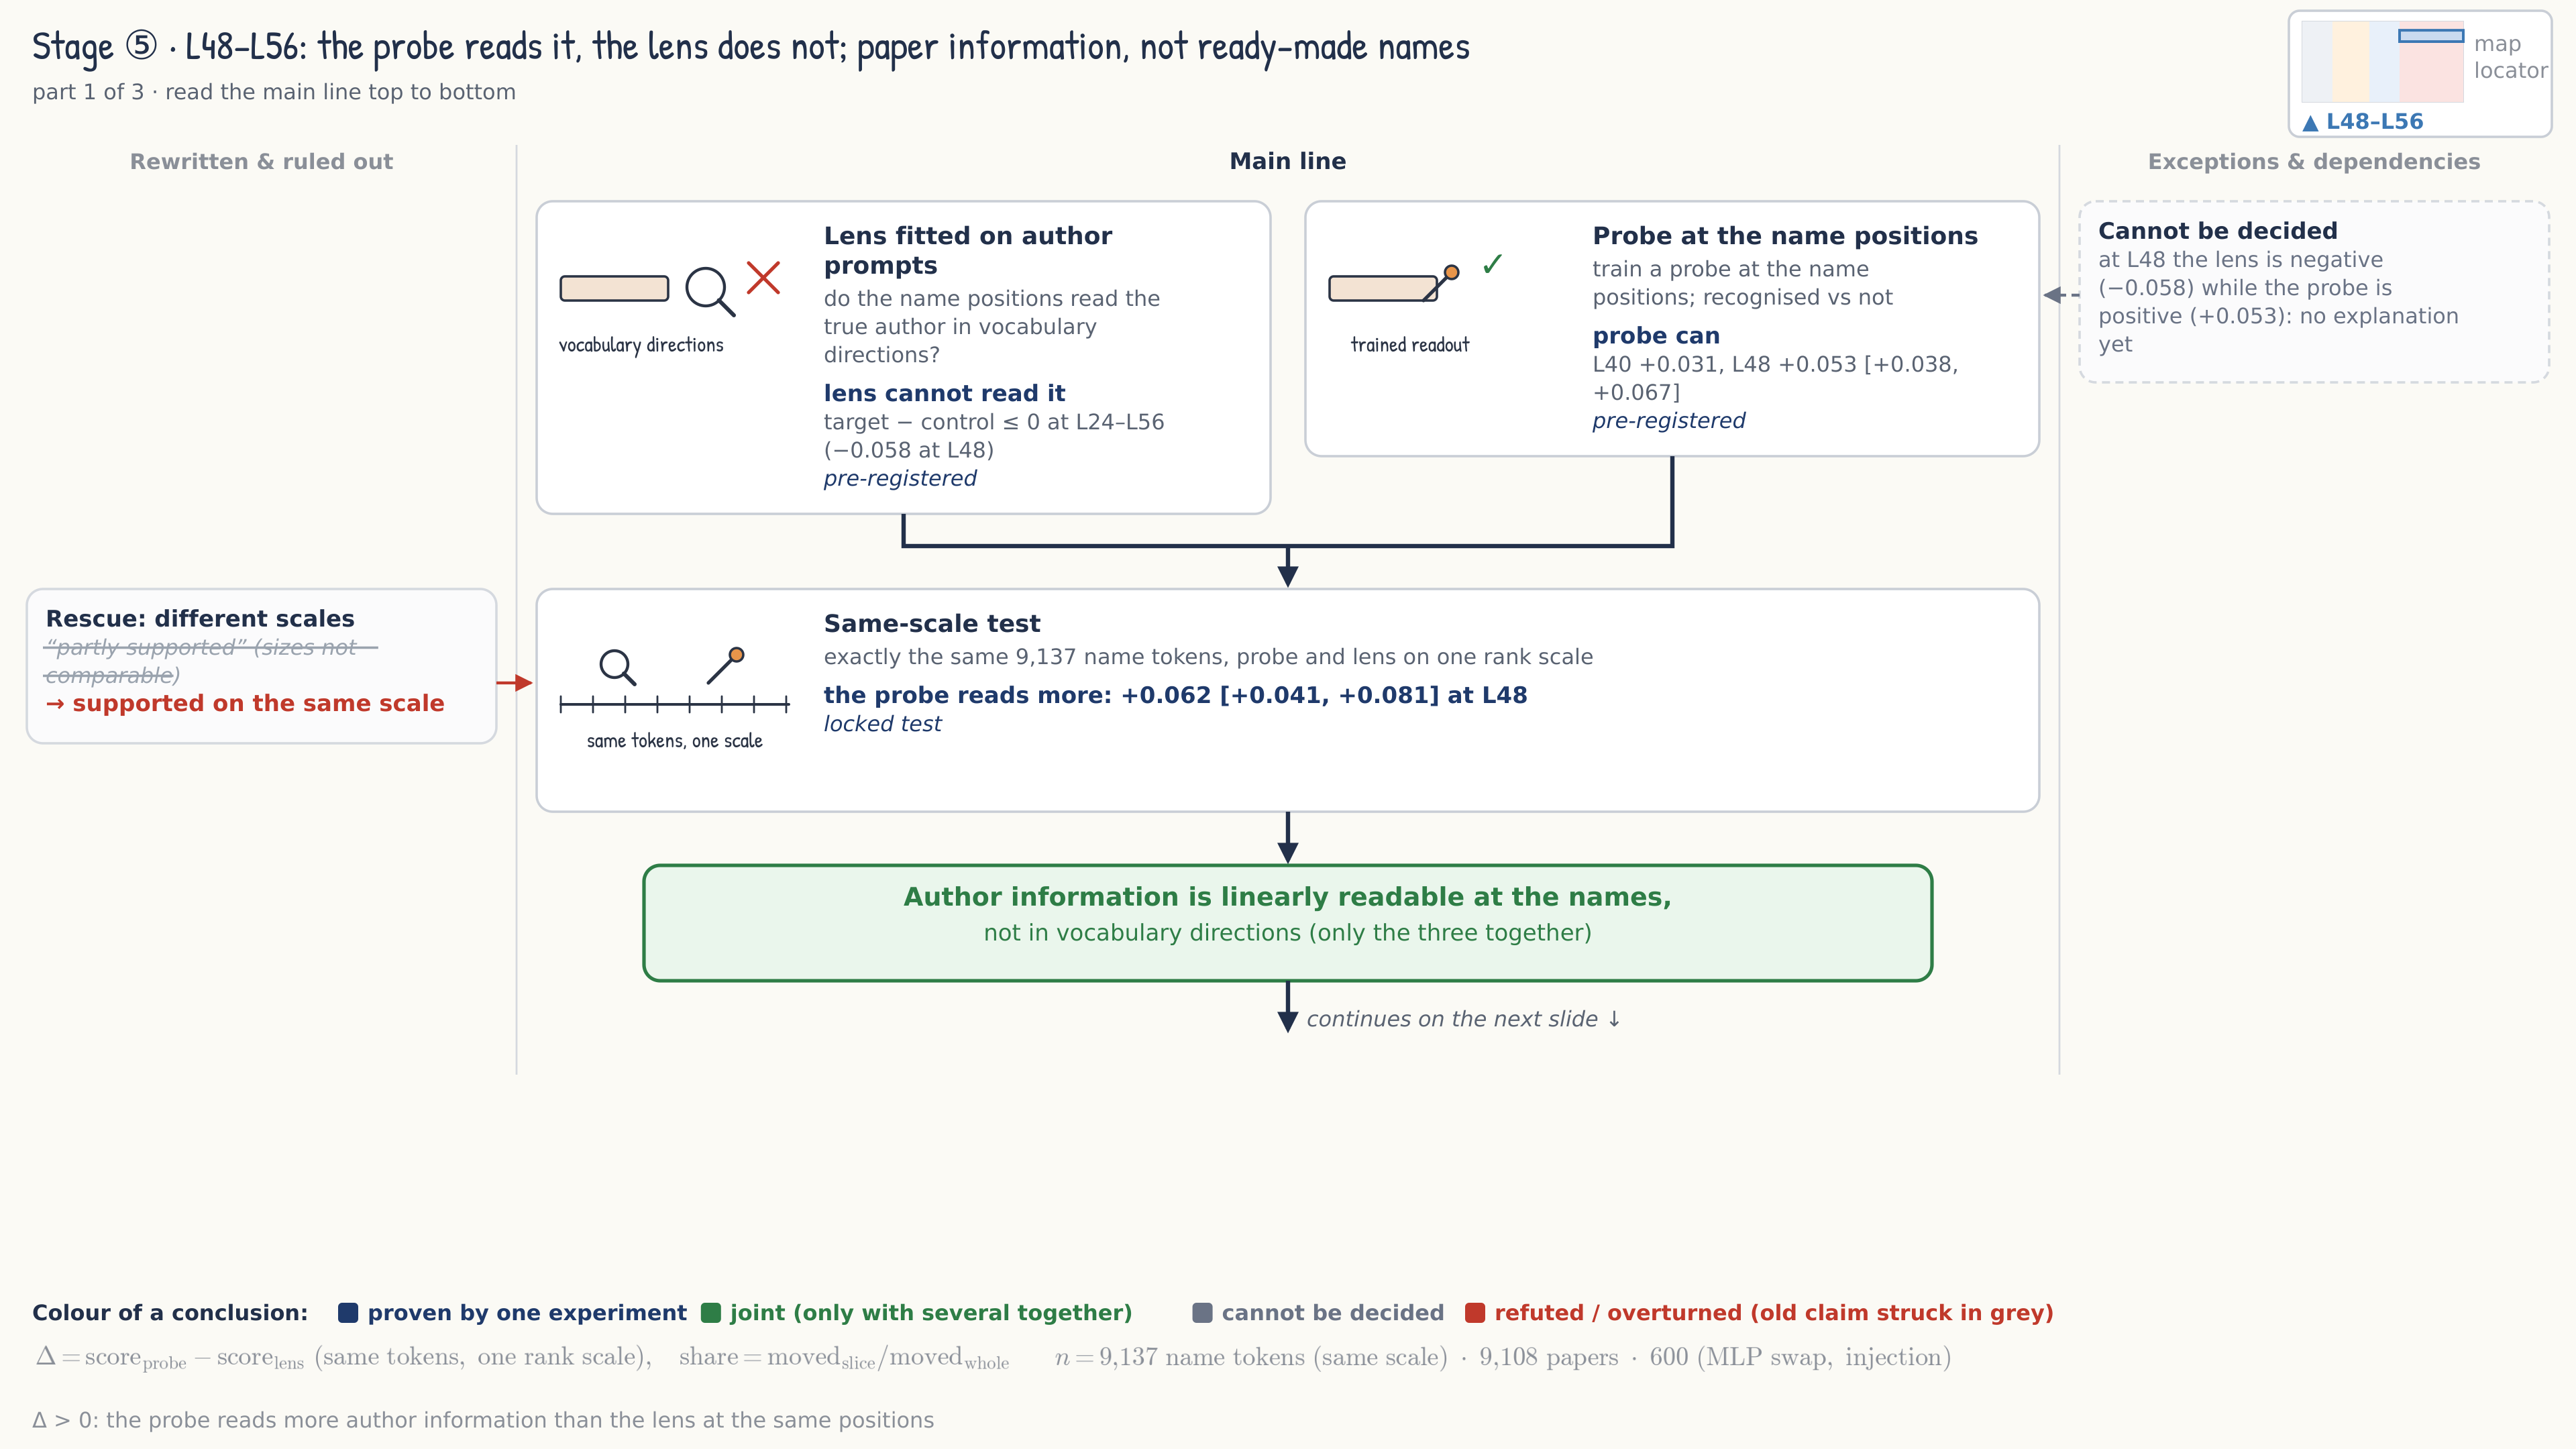 Stage ⑤ · L48–L56: the probe reads it, the lens does not; paper information, not ready-made names
part 1 of 3 · read the main line top to bottom
map
locator
▲ L48–L56
Rewritten & ruled out
Main line
Exceptions & dependencies
Lens fitted on author
prompts
do the name positions read the
true author in vocabulary
directions?
lens cannot read it
target − control ≤ 0 at L24–L56
(−0.058 at L48)
pre-registered
vocabulary directions
Probe at the name positions
train a probe at the name
positions; recognised vs not
probe can
L40 +0.031, L48 +0.053 [+0.038,
+0.067]
pre-registered
✓
trained readout
Cannot be decided
at L48 the lens is negative
(−0.058) while the probe is
positive (+0.053): no explanation
yet
Rescue: different scales
“partly supported” (sizes not
comparable)
→ supported on the same scale
Same-scale test
exactly the same 9,137 name tokens, probe and lens on one rank scale
the probe reads more: +0.062 [+0.041, +0.081] at L48
locked test
same tokens, one scale
Author information is linearly readable at the names,
not in vocabulary directions (only the three together)
continues on the next slide ↓
Colour of a conclusion: proven by one experiment joint (only with several together) cannot be decided refuted / overturned (old claim struck in grey)
Δ = score_probe − score_lens (same tokens, one rank scale), share = moved_slice/moved_whole n = 9,137 name tokens (same scale) · 9,108 papers · 600 (MLP swap, injection)
Δ > 0: the probe reads more author information than the lens at the same positions